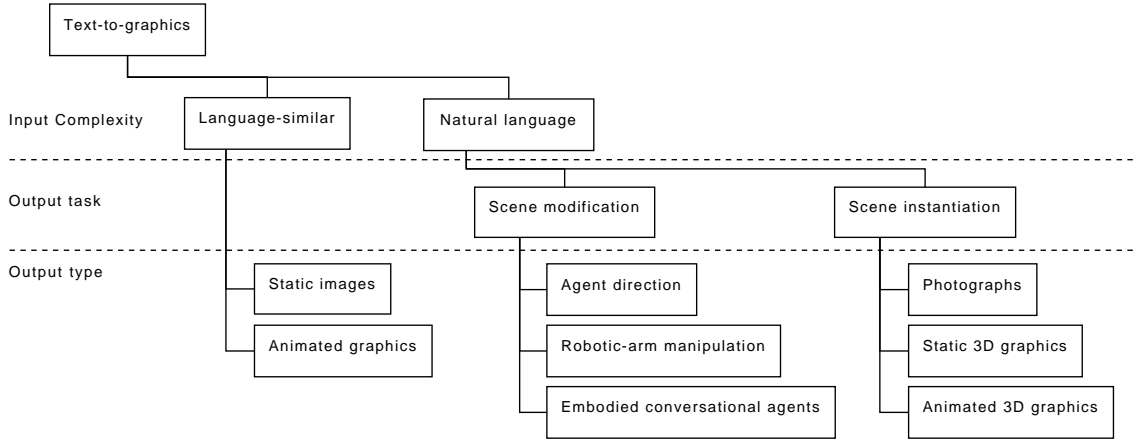 Text-to-graphics
Input Complexity
Language-similar
Natural language
Output task
Scene modification
Scene instantiation
Output type
Static images
Agent direction
Photographs
Animated graphics
Robotic-arm manipulation
Static 3D graphics
Embodied conversational agents
Animated 3D graphics